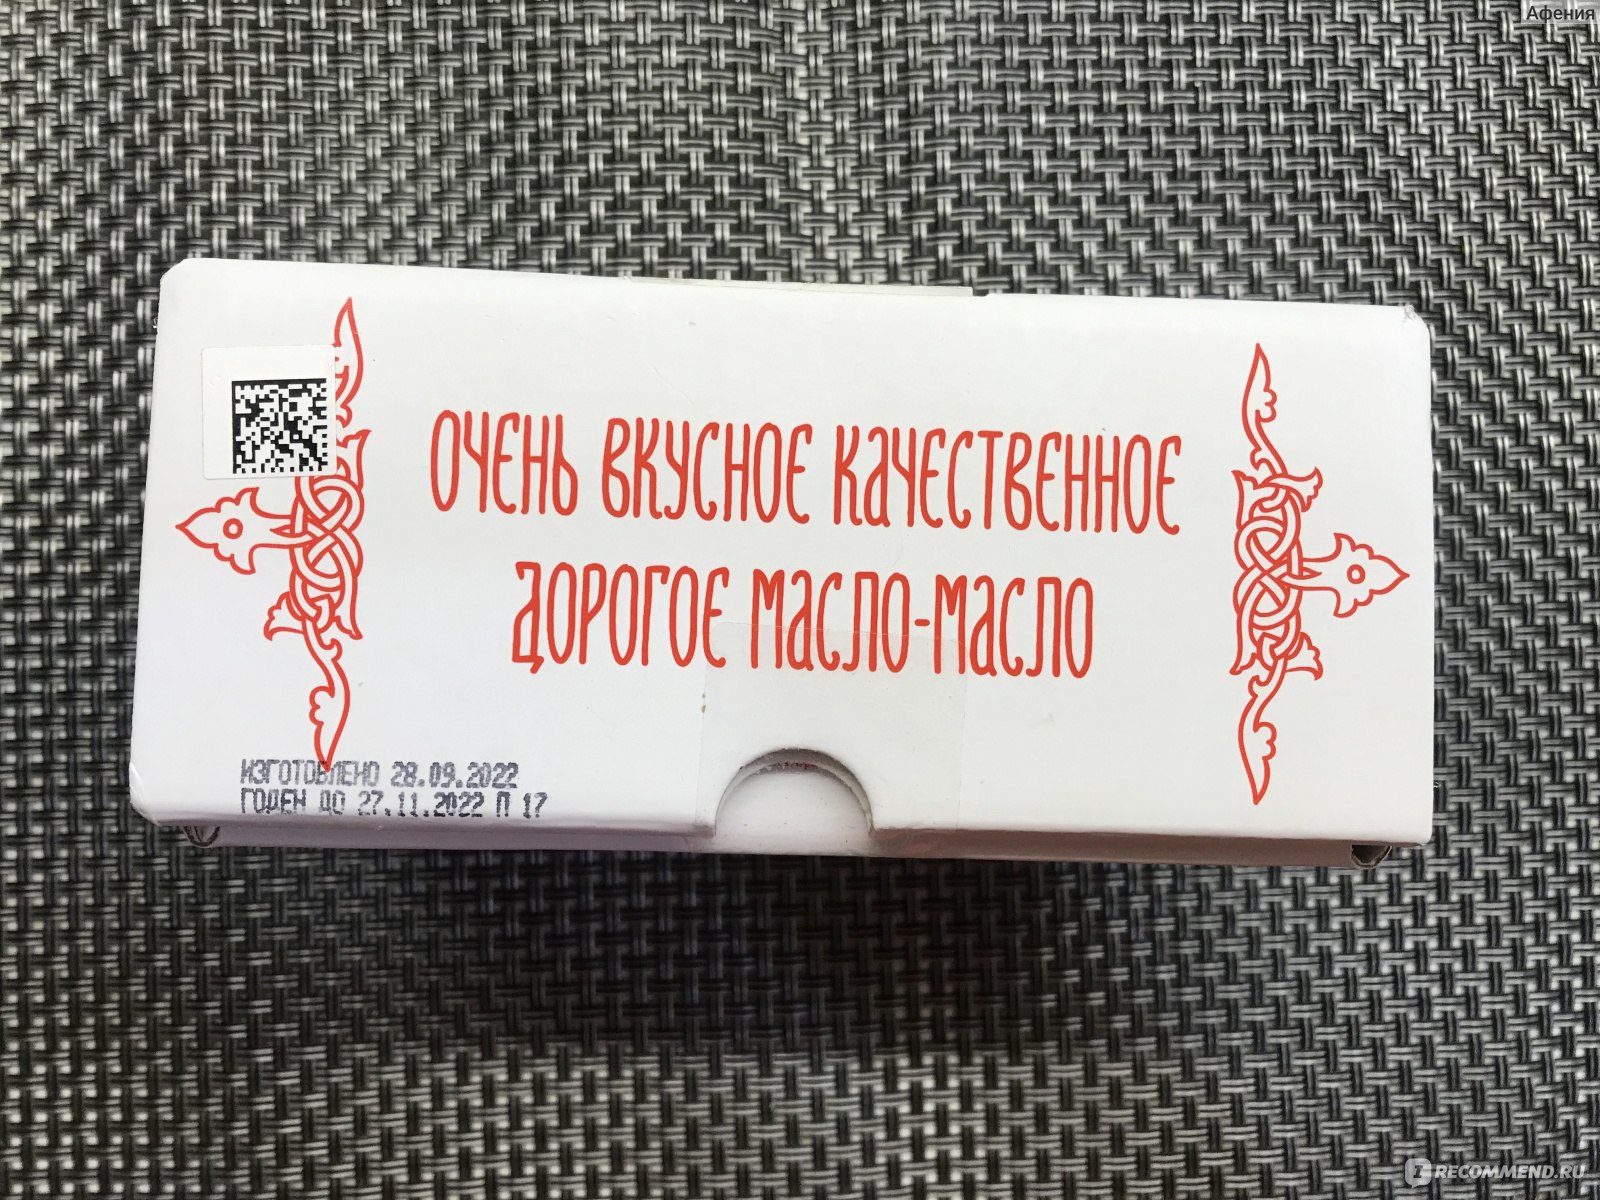 Афения
ОЧЕНЬ ВКУСНОЕ КАЧЕСТВЕННОЕ
ДОРОГОЕ МАСЛО-МАСЛО
ИЗГОТОВЛЕНО 28.09.2022
ГОДЕН ДО 27.11.2022 П 17
RECOMMEND.RU